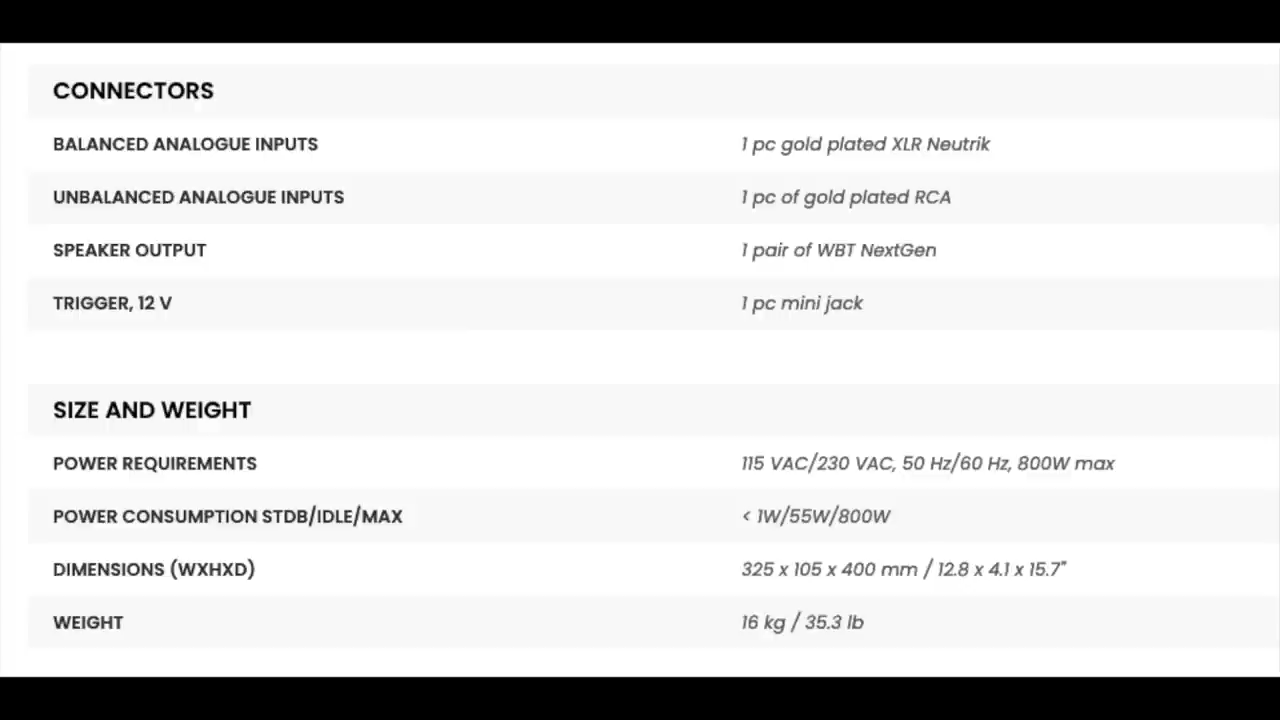 CONNECTORS
BALANCED ANALOGUE INPUTS 1 pc gold plated XLR Neutrik
UNBALANCED ANALOGUE INPUTS 1 pc of gold plated RCA
SPEAKER OUTPUT 1 pair of WBT NextGen
TRIGGER, 12 V 1 pc mini jack
SIZE AND WEIGHT
POWER REQUIREMENTS 115 VAC/230 VAC, 50 Hz/60 Hz, 800W max
POWER CONSUMPTION STDB/IDLE/MAX < 1W/55W/800W
DIMENSIONS (WXHXD) 325 x 105 x 400 mm / 12.8 x 4.1 x 15.7"
WEIGHT 16 kg / 35.3 lb